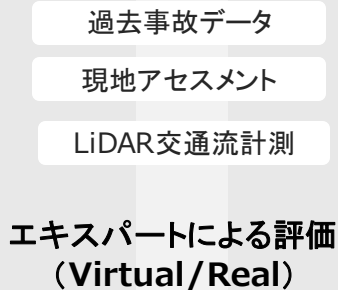 過去事故データ
現地アセスメント
LiDAR交通流計測
エキスパートによる評価
（Virtual/Real）